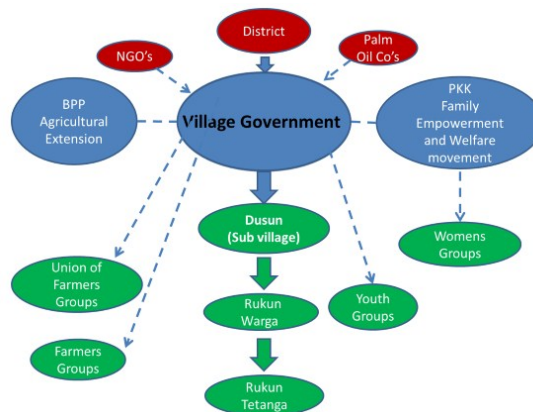 District
NGO's
Palm
Oil Co's
BPP
Agricultural
Extension
Village Government
PKK
Family
Empowerment
and Welfare
movement
Dusun
(Sub village)
Womens
Groups
Union of
Farmers
Groups
Rukun
Warga
Youth
Groups
Farmers
Groups
Rukun
Tetanga